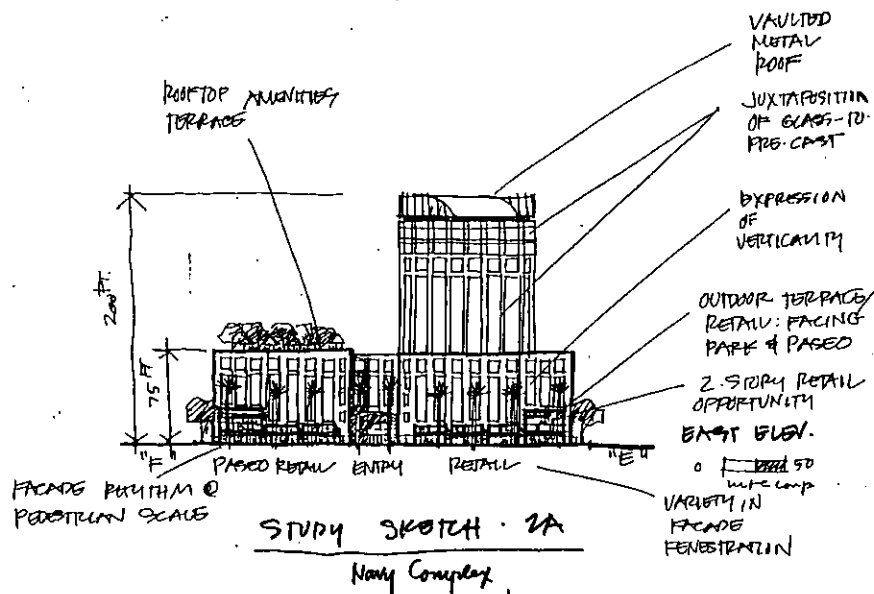 VAULTED
METAL
ROOF
ROOFTOP AMENITIES
TERRACE
JUXTAPOSITION
OF GLASS-TO-
PRE-CAST
EXPRESSION
OF
VERTICALITY
200 FT.
OUTDOOR TERRACE/
RETAIL: FACING
PARK & PASEO
75 FT
2-STORY RETAIL
OPPORTUNITY
EAST ELEV.
"F" PASEO RETAIL ENTRY RETAIL "E"
0 50
FACADE RHYTHM @
PEDESTRIAN SCALE
VARIETY IN
FACADE
FENESTRATION
STUDY SKETCH · 2A
Navy Complex